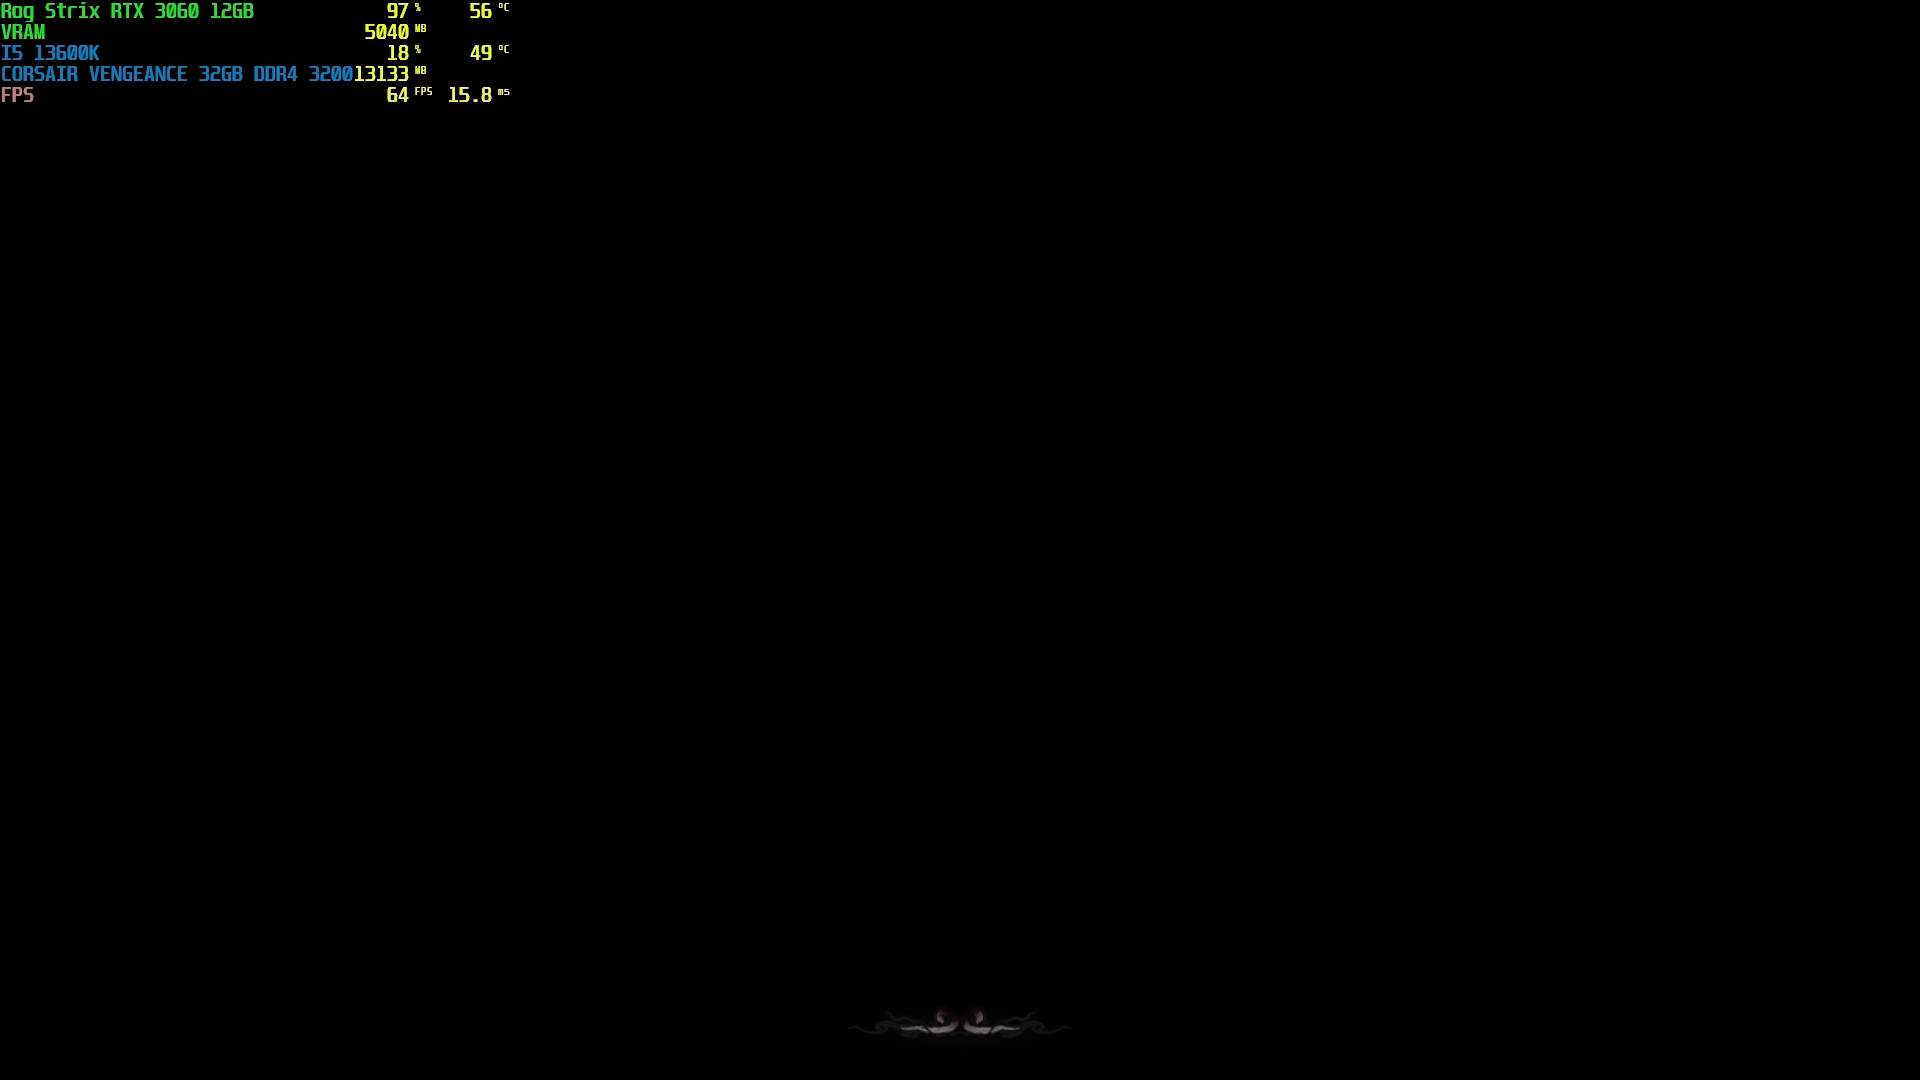 Rog Strix RTX 3060 12GB 97 % 56 °C
VRAM 5040 MB
I5 13600K 18 % 49 °C
CORSAIR VENGEANCE 32GB DDR4 3200 13133 MB
FPS 64 FPS 15.8 ms